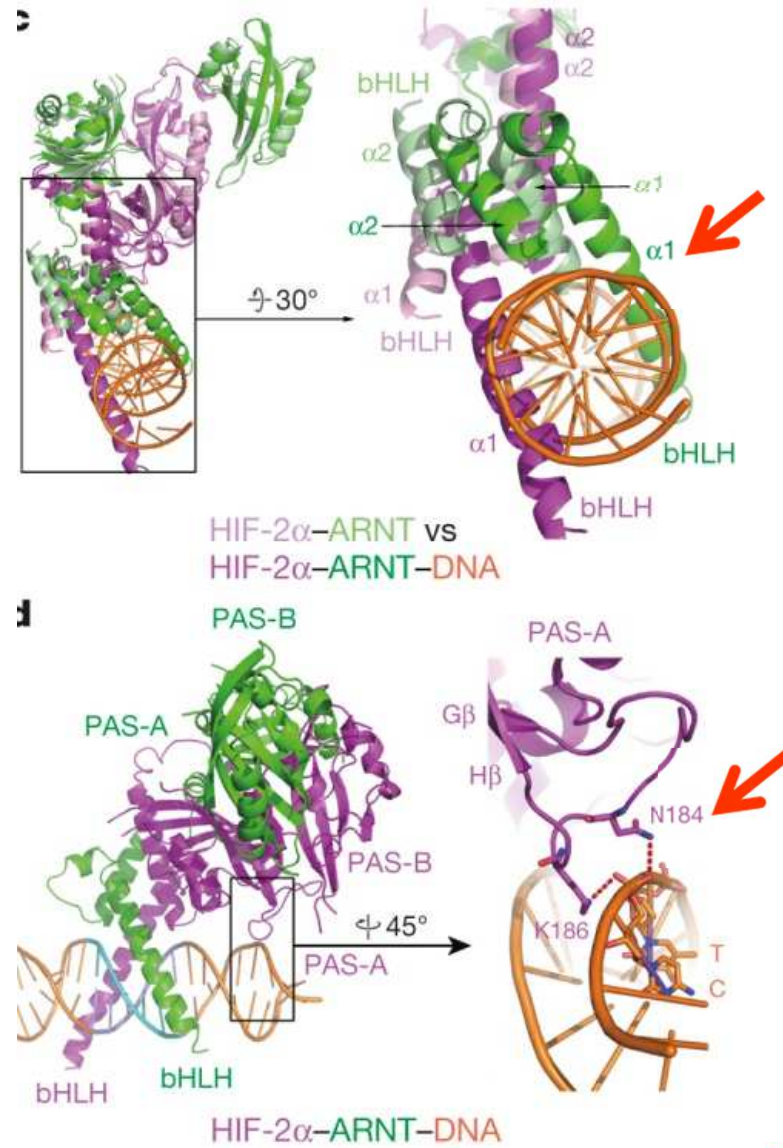 c
bHLH
α2
α2
α2
α1
α2
α1
α1
bHLH
30°
α1
bHLH
bHLH
HIF-2α–ARNT vs
HIF-2α–ARNT–DNA
d
PAS-B
PAS-A
PAS-A
Gβ
Hβ
N184
PAS-B
K186
45°
PAS-A
T
C
bHLH
bHLH
HIF-2α–ARNT–DNA